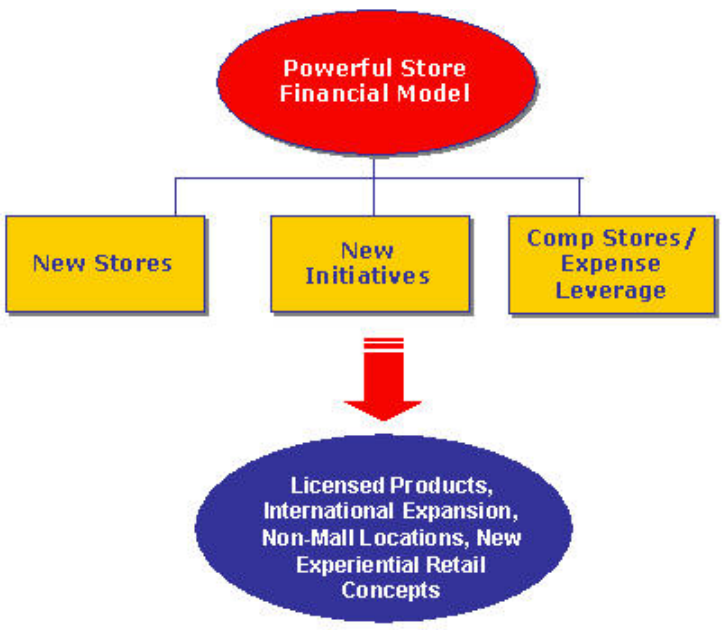 Powerful Store
Financial Model
New Stores
New
Initiatives
Comp Stores/
Expense
Leverage
Licensed Products,
International Expansion,
Non-Mall Locations, New
Experiential Retail
Concepts